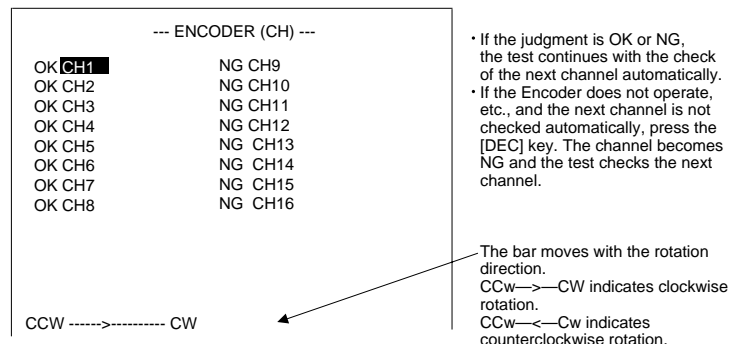 --- ENCODER (CH) ---
OK CH1 NG CH9
OK CH2 NG CH10
OK CH3 NG CH11
OK CH4 NG CH12
OK CH5 NG CH13
OK CH6 NG CH14
OK CH7 NG CH15
OK CH8 NG CH16
CCW ------>---------- CW
・If the judgment is OK or NG,
the test continues with the check
of the next channel automatically.
・If the Encoder does not operate,
etc., and the next channel is not
checked automatically, press the
[DEC] key. The channel becomes
NG and the test checks the next
channel.
The bar moves with the rotation
direction.
CCw—>—CW indicates clockwise
rotation.
CCw—<—Cw indicates
counterclockwise rotation.